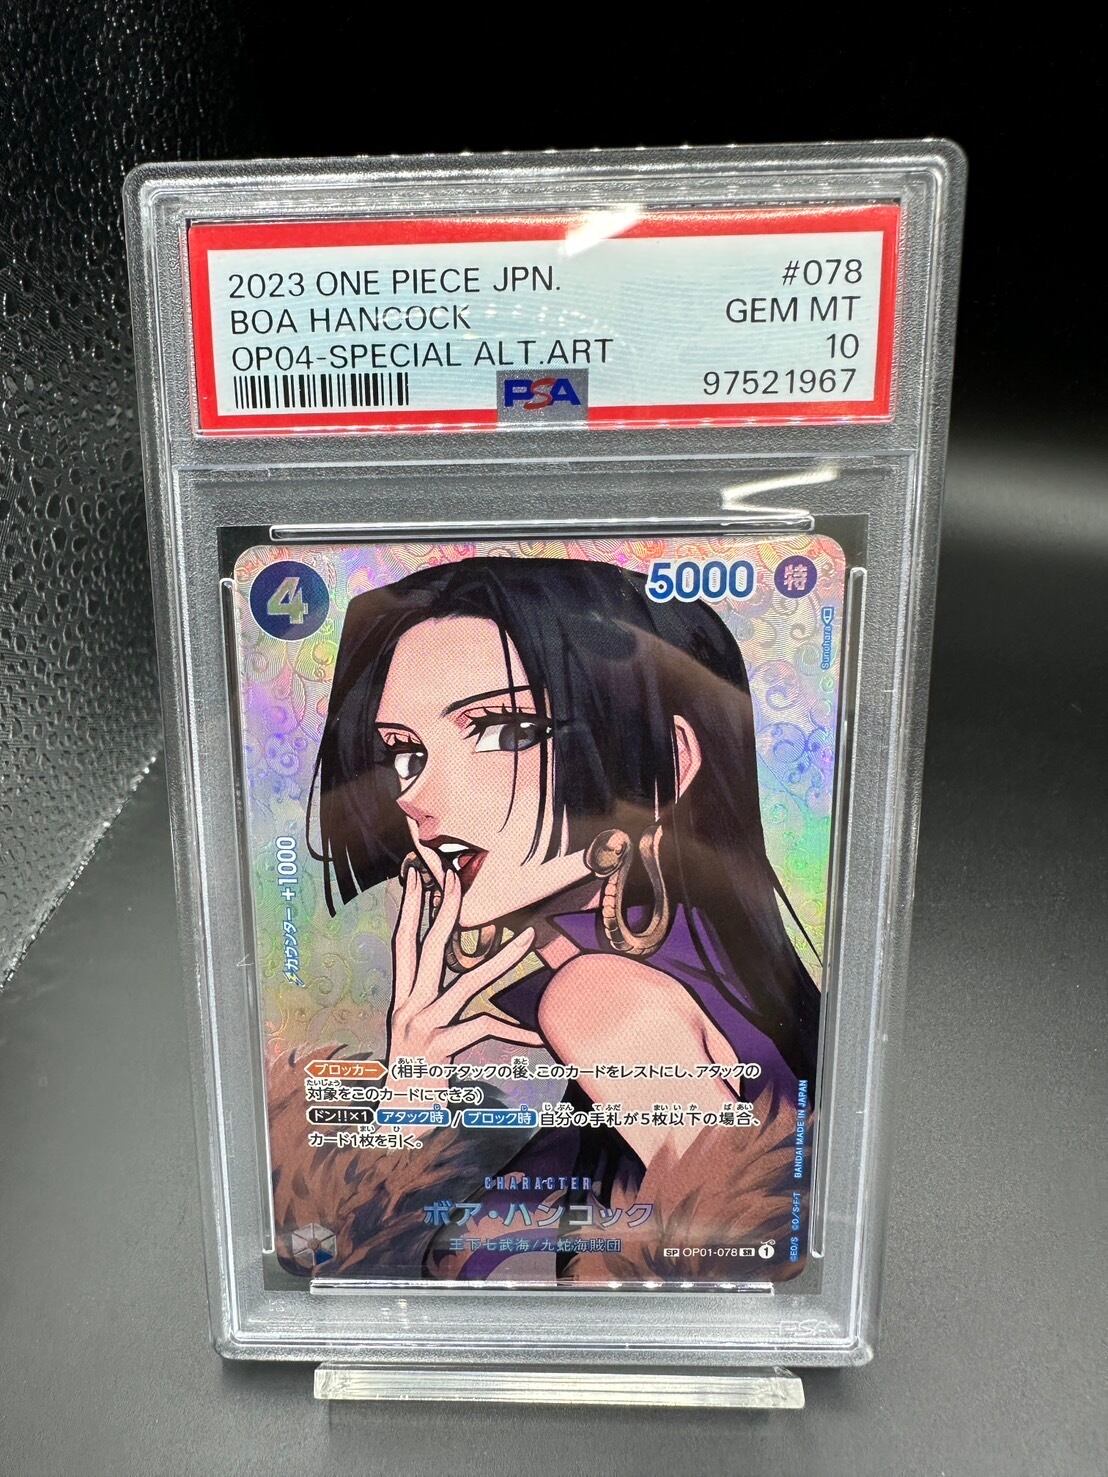 2023 ONE PIECE JPN. #078
BOA HANCOCK GEM MT
OP04-SPECIAL ALT.ART 10
PSA 97521967
4
5000 特
Sunohara
カウンター +1000
ブロッカー (相手のアタックの後、このカードをレストにし、アタックの
対象をこのカードにできる)
ドン!!×1 アタック時 / ブロック時 自分の手札が5枚以下の場合、
カード1枚を引く。
CHARACTER
ボア・ハンコック
王下七武海/九蛇海賊団
SP OP01-078 SR 1
©E.O/S. ©O/S·F·T BANDAI MADE IN JAPAN
PSA